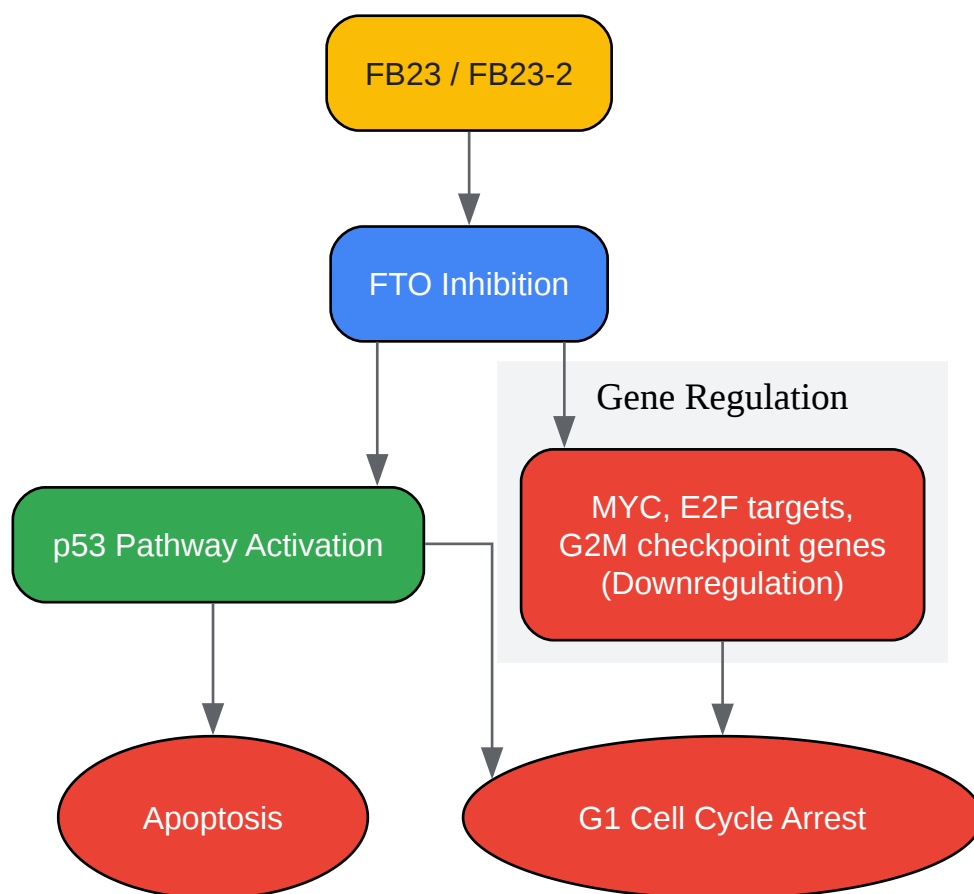 FB23 / FB23-2
FTO Inhibition
Gene Regulation
MYC, E2F targets,
G2M checkpoint genes
(Downregulation)
p53 Pathway Activation
Apoptosis
G1 Cell Cycle Arrest